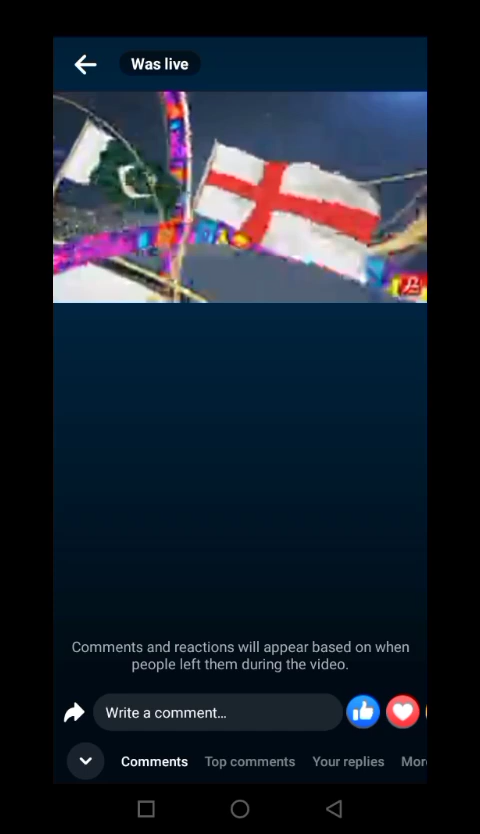 Was live
Comments and reactions will appear based on when
people left them during the video.
Write a comment...
Comments Top comments Your replies Mor